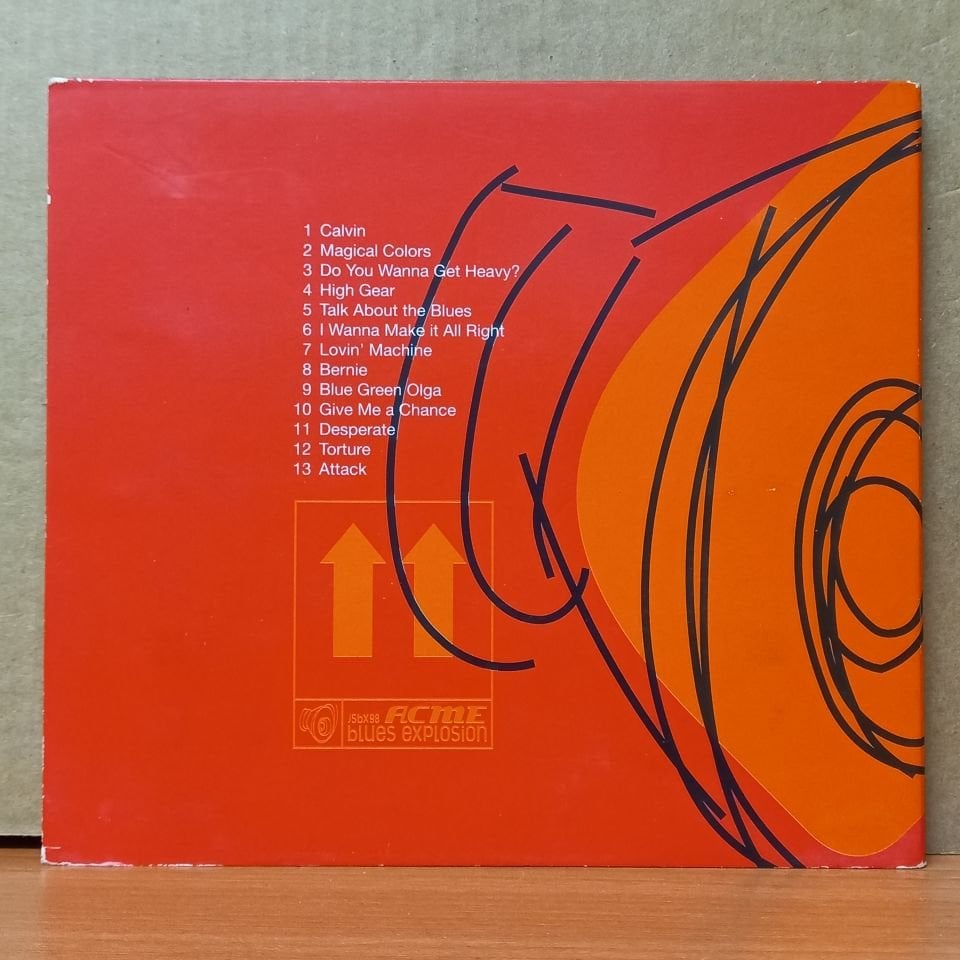 1 Calvin
2 Magical Colors
3 Do You Wanna Get Heavy?
4 High Gear
5 Talk About the Blues
6 I Wanna Make it All Right
7 Lovin' Machine
8 Bernie
9 Blue Green Olga
10 Give Me a Chance
11 Desperate
12 Torture
13 Attack
JSbX98 ACME
blues explosion